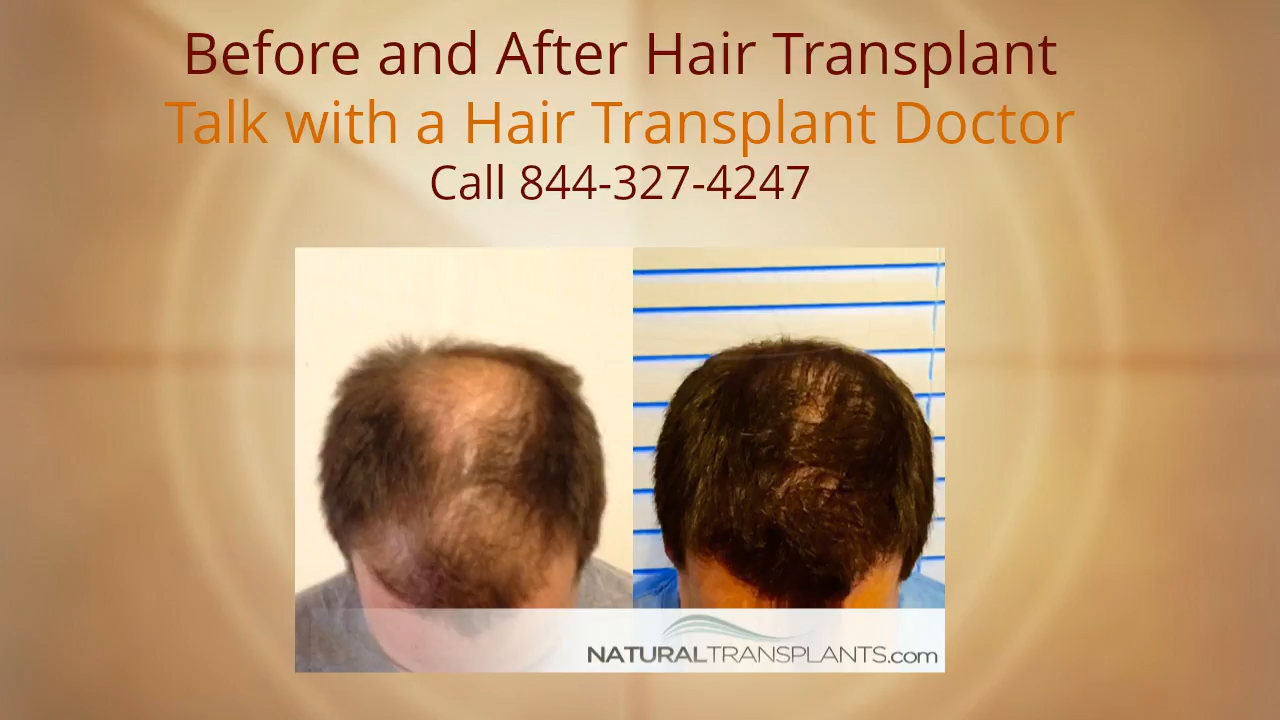 Before and After Hair Transplant
Talk with a Hair Transplant Doctor
Call 844-327-4247
NATURALTRANSPLANTS.com